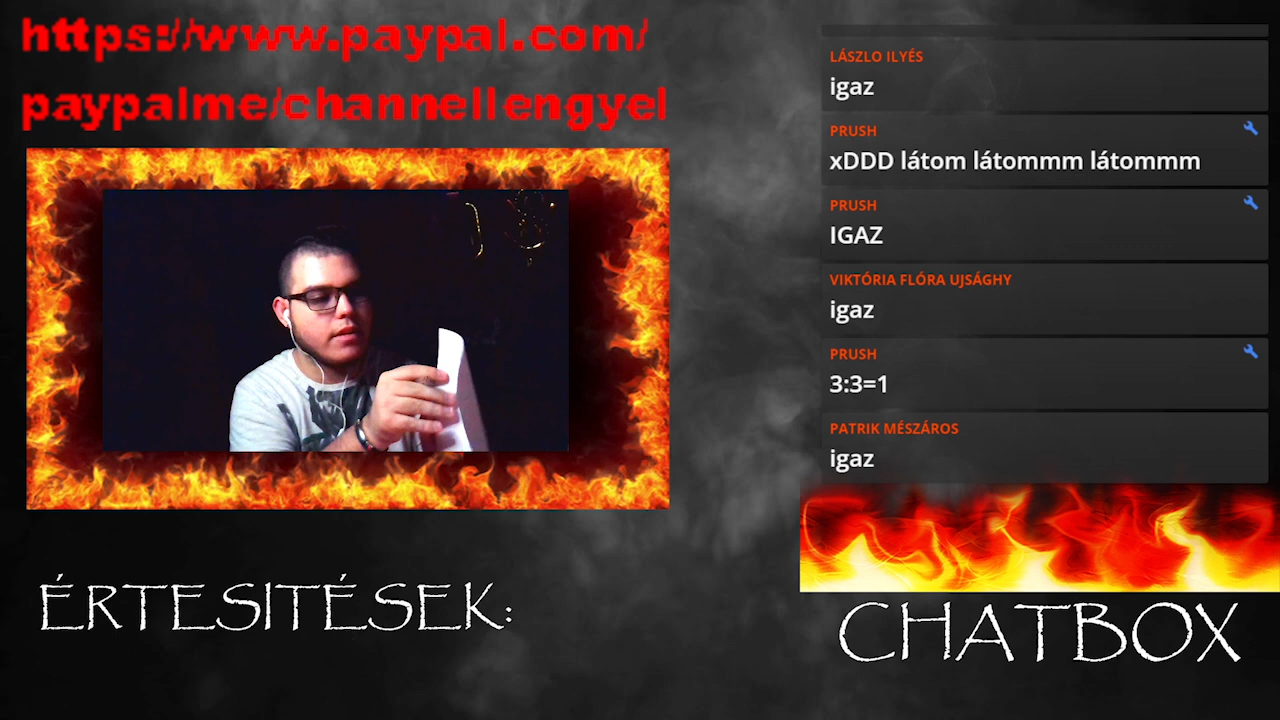 https://www.paypal.com/
paypalme/channellengyel
LÁSZLO ILYÉS
igaz
PRUSH
xDDD látom látommm látommm
PRUSH
IGAZ
VIKTÓRIA FLÓRA UJSÁGHY
igaz
PRUSH
3:3=1
PATRIK MÉSZÁROS
igaz
ÉRTESITÉSEK:
CHATBOX